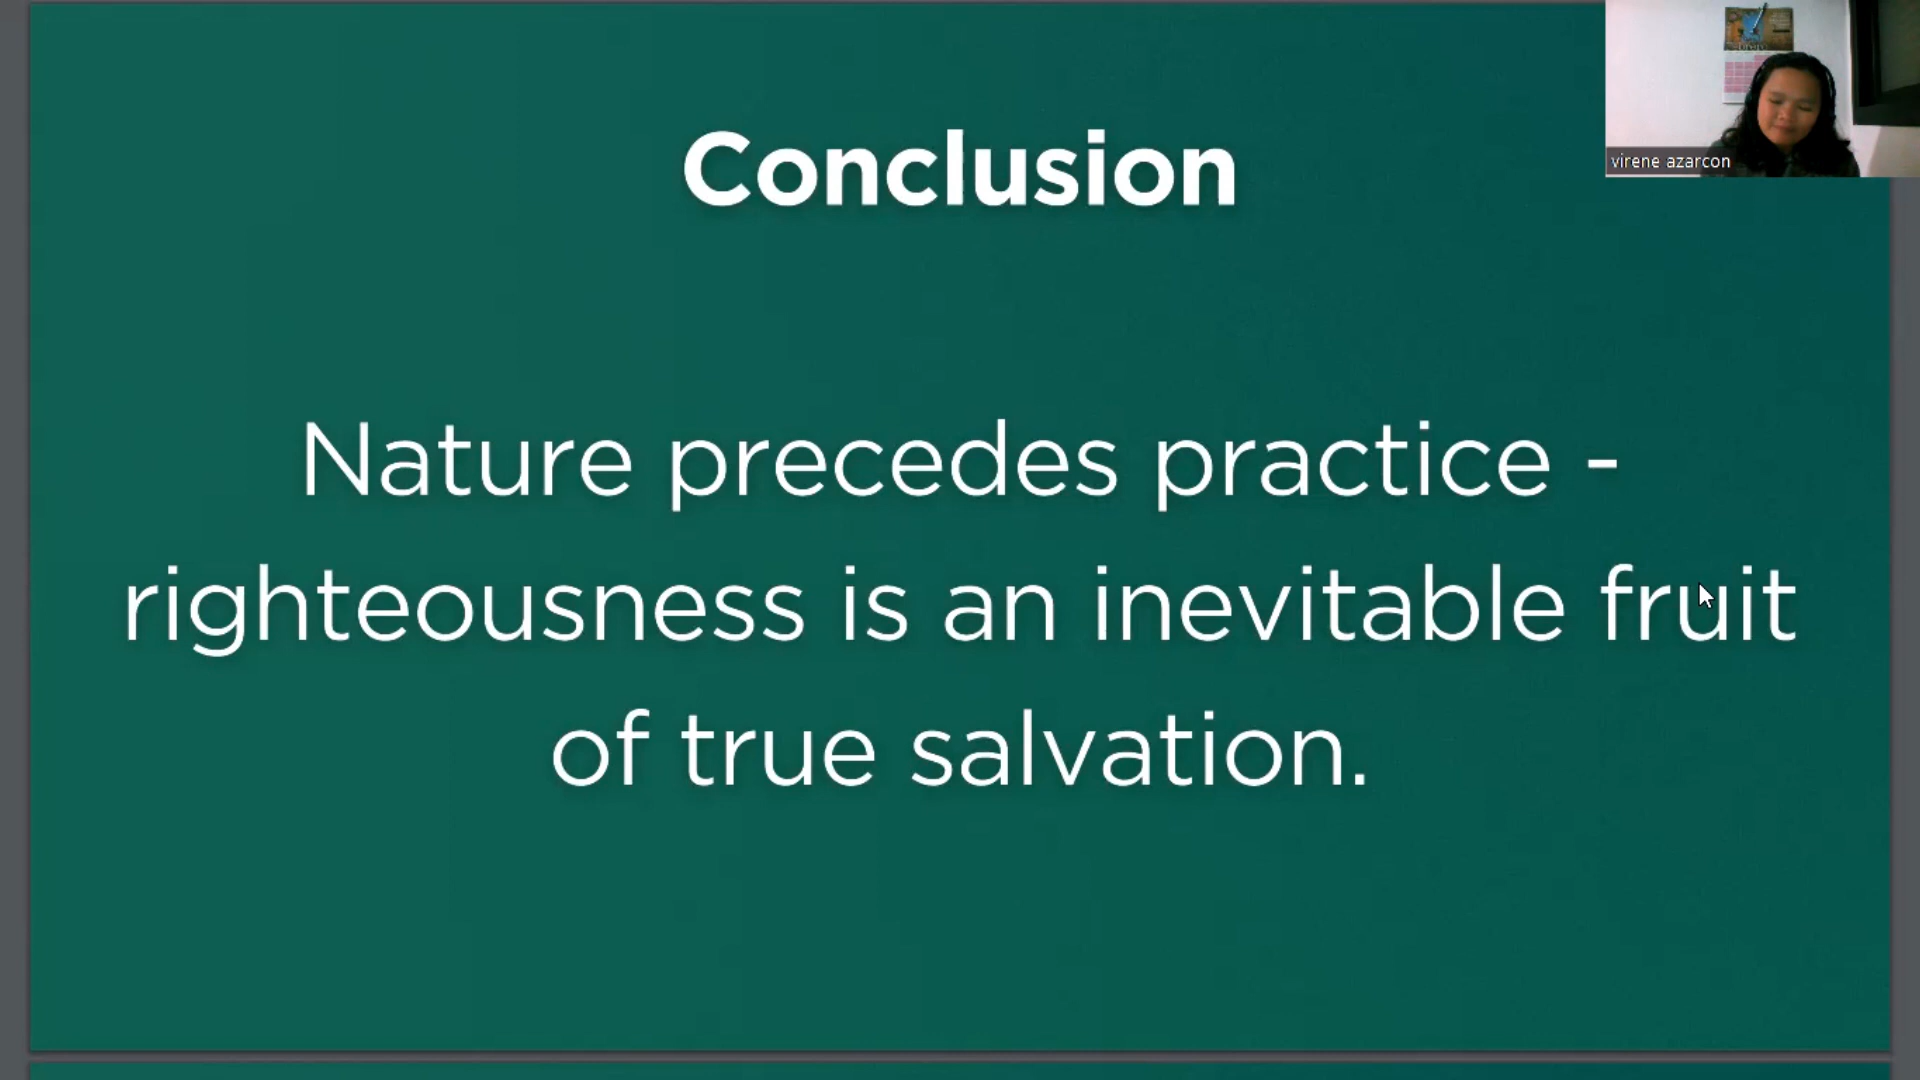 Conclusion
Nature precedes practice -
righteousness is an inevitable fruit
of true salvation.
virene azarcon